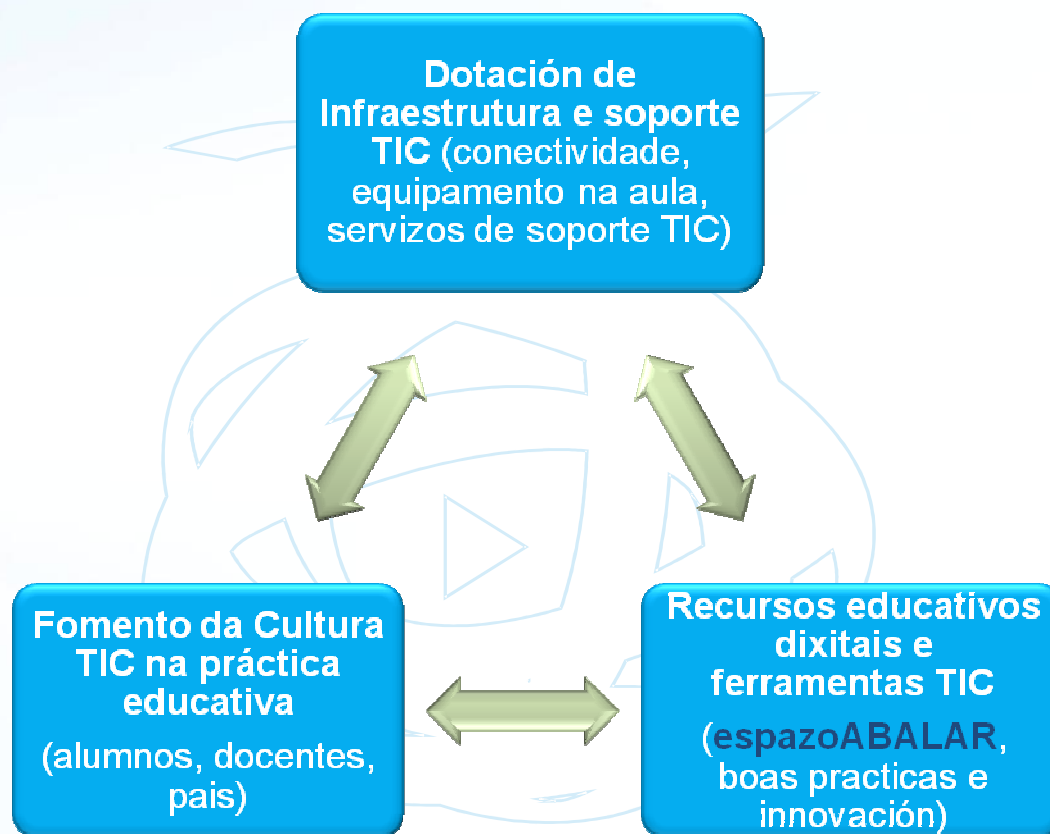 Dotación de
Infraestrutura e soporte
TIC (conectividade,
equipamento na aula,
servizos de soporte TIC)
Fomento da Cultura
TIC na práctica
educativa
(alumnos, docentes,
pais)
Recursos educativos
dixitais e
ferramentas TIC
(espazoABALAR,
boas practicas e
innovación)